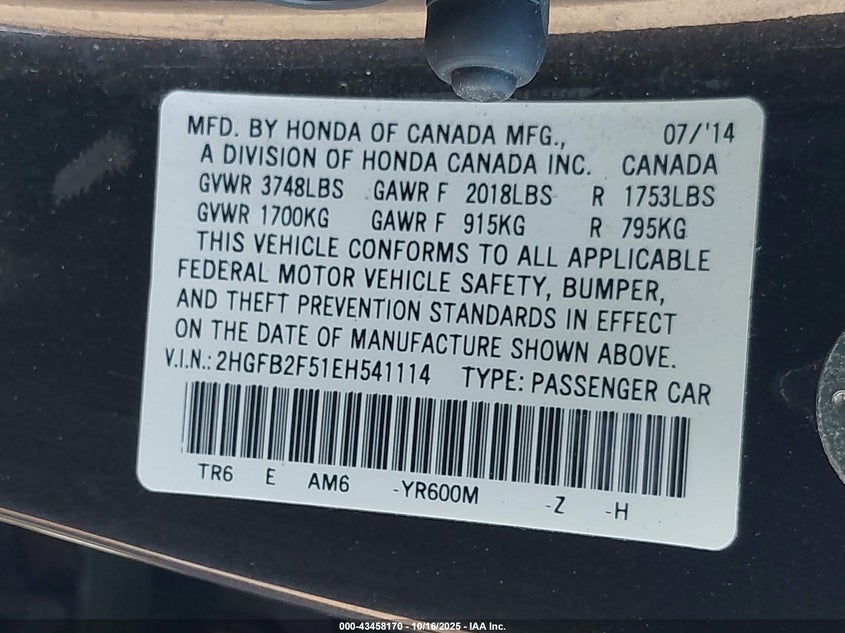 MFD. BY HONDA OF CANADA MFG., 07/'14
A DIVISION OF HONDA CANADA INC. CANADA
GVWR 3748LBS GAWR F 2018LBS R 1753LBS
GVWR 1700KG GAWR F 915KG R 795KG
THIS VEHICLE CONFORMS TO ALL APPLICABLE
FEDERAL MOTOR VEHICLE SAFETY, BUMPER,
AND THEFT PREVENTION STANDARDS IN EFFECT
ON THE DATE OF MANUFACTURE SHOWN ABOVE.
V.I.N.: 2HGFB2F51EH541114 TYPE: PASSENGER CAR
TR6 E AM6 -YR600M -Z -H
000-43458170 - 10/16/2025 - IAA Inc.